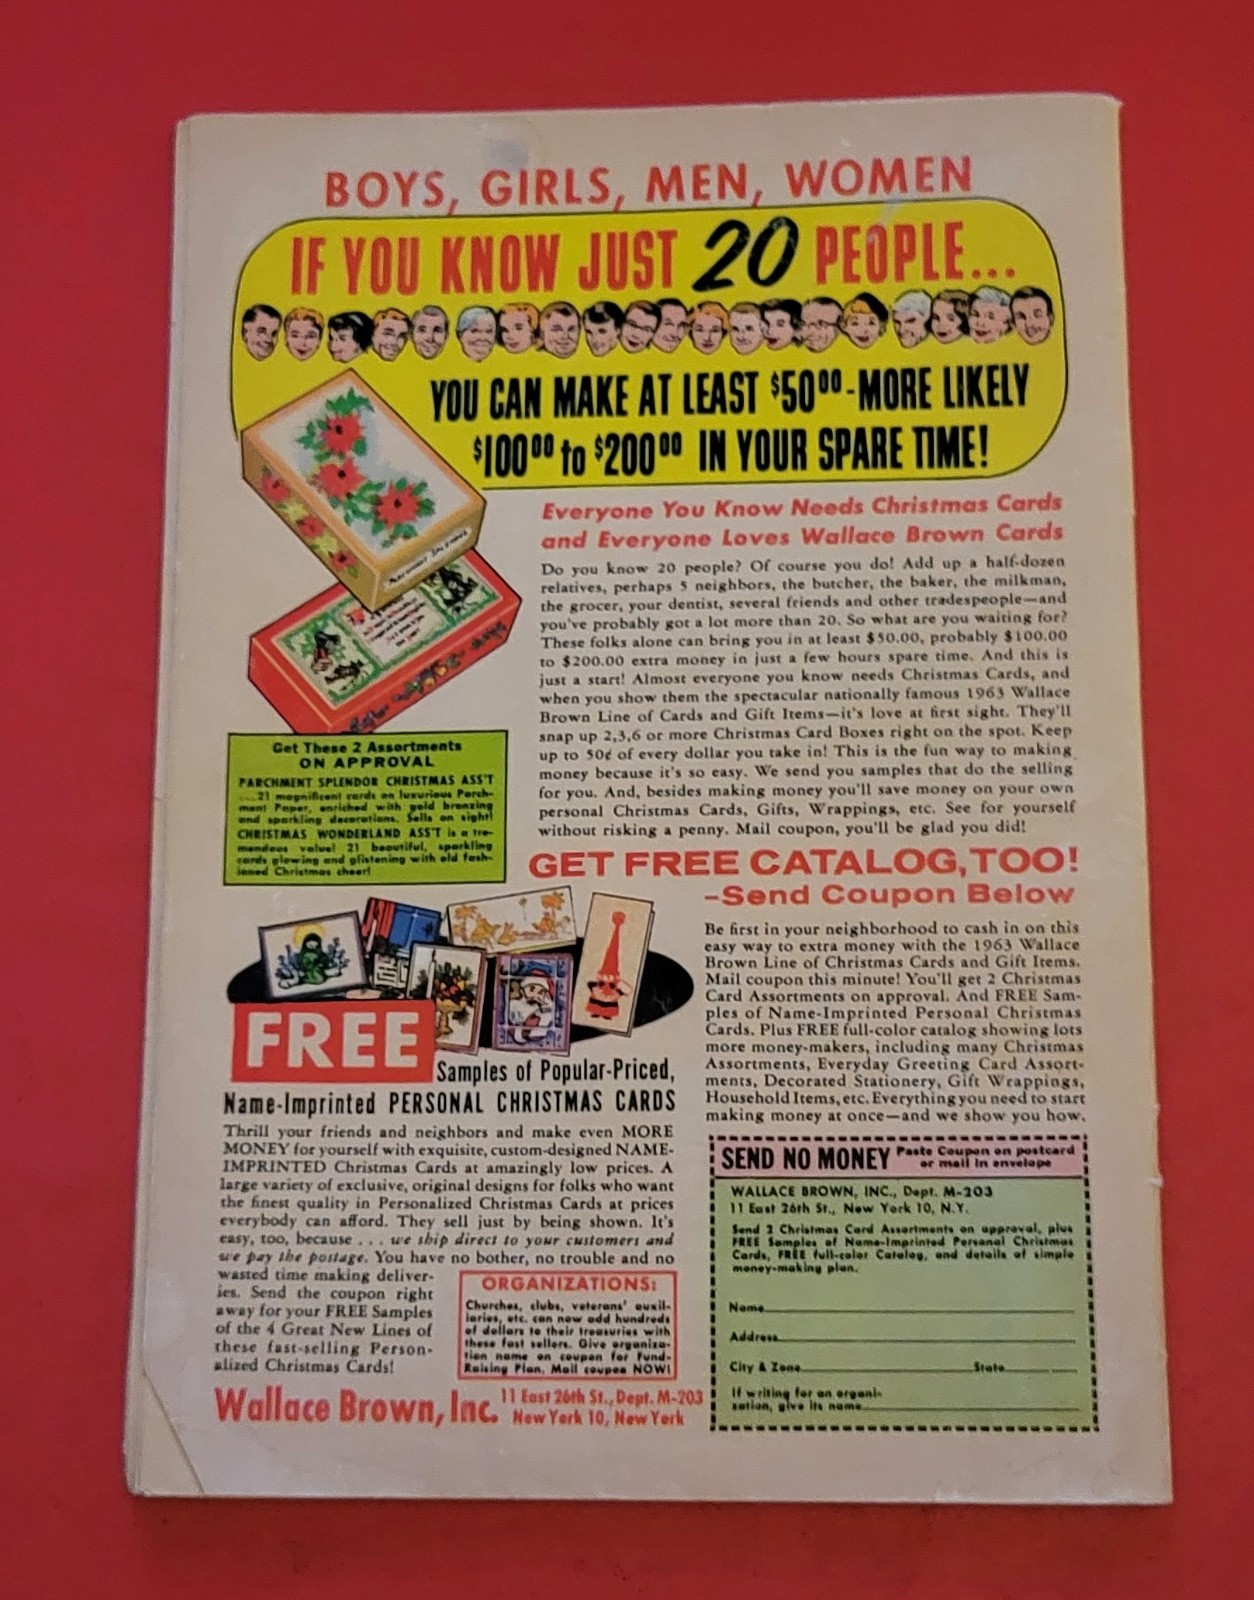 BOYS, GIRLS, MEN, WOMEN
IF YOU KNOW JUST 20 PEOPLE...
YOU CAN MAKE AT LEAST $50⁰⁰-MORE LIKELY
$100⁰⁰ to $200⁰⁰ IN YOUR SPARE TIME!
PARCHMENT SPLENDOR
Everyone You Know Needs Christmas Cards
and Everyone Loves Wallace Brown Cards
Do you know 20 people? Of course you do! Add up a half-dozen
relatives, perhaps 5 neighbors, the butcher, the baker, the milkman,
the grocer, your dentist, several friends and other tradespeople—and
you've probably got a lot more than 20. So what are you waiting for?
These folks alone can bring you in at least $50.00, probably $100.00
to $200.00 extra money in just a few hours spare time. And this is
just a start! Almost everyone you know needs Christmas Cards, and
when you show them the spectacular nationally famous 1963 Wallace
Brown Line of Cards and Gift Items—it's love at first sight. They'll
snap up 2,3,6 or more Christmas Card Boxes right on the spot. Keep
up to 50¢ of every dollar you take in! This is the fun way to making
money because it's so easy. We send you samples that do the selling
for you. And, besides making money you'll save money on your own
personal Christmas Cards, Gifts, Wrappings, etc. See for yourself
without risking a penny. Mail coupon, you'll be glad you did!
Get These 2 Assortments
ON APPROVAL
PARCHMENT SPLENDOR CHRISTMAS ASS'T
...21 magnificent cards on luxurious Parch-
ment Paper, enriched with gold bronzing
and sparkling decorations. Sells on sight!
CHRISTMAS WONDERLAND ASS'T is a tre-
mendous value! 21 beautiful, sparkling
cards glowing and glistening with old fash-
ioned Christmas cheer!
GET FREE CATALOG, TOO!
–Send Coupon Below
Be first in your neighborhood to cash in on this
easy way to extra money with the 1963 Wallace
Brown Line of Christmas Cards and Gift Items.
Mail coupon this minute! You'll get 2 Christmas
Card Assortments on approval. And FREE Sam-
ples of Name-Imprinted Personal Christmas
Cards. Plus FREE full-color catalog showing lots
more money-makers, including many Christmas
Assortments, Everyday Greeting Card Assort-
ments, Decorated Stationery, Gift Wrappings,
Household Items, etc. Everything you need to start
making money at once—and we show you how.
FREE
Samples of Popular-Priced,
Name-Imprinted PERSONAL CHRISTMAS CARDS
Thrill your friends and neighbors and make even MORE
MONEY for yourself with exquisite, custom-designed NAME-
IMPRINTED Christmas Cards at amazingly low prices. A
large variety of exclusive, original designs for folks who want
the finest quality in Personalized Christmas Cards at prices
everybody can afford. They sell just by being shown. It's
easy, too, because . . . we ship direct to your customers and
we pay the postage. You have no bother, no trouble and no
wasted time making deliver-
ies. Send the coupon right
away for your FREE Samples
of the 4 Great New Lines of
these fast-selling Person-
alized Christmas Cards!
ORGANIZATIONS:
Churches, clubs, veterans' auxil-
iaries, etc. can now add hundreds
of dollars to their treasuries with
these fast sellers. Give organiza-
tion name on coupon for Fund-
Raising Plan. Mail coupon NOW!
Wallace Brown, Inc.
11 East 26th St., Dept. M-203
New York 10, New York
SEND NO MONEY
Paste Coupon on postcard
or mail in envelope
WALLACE BROWN, INC., Dept. M-203
11 East 26th St., New York 10, N.Y.
Send 2 Christmas Card Assortments on approval, plus
FREE Samples of Name-Imprinted Personal Christmas
Cards, FREE full-color Catalog, and details of simple
money-making plan.
Name
Address
City & Zone State
If writing for an organi-
zation, give its name